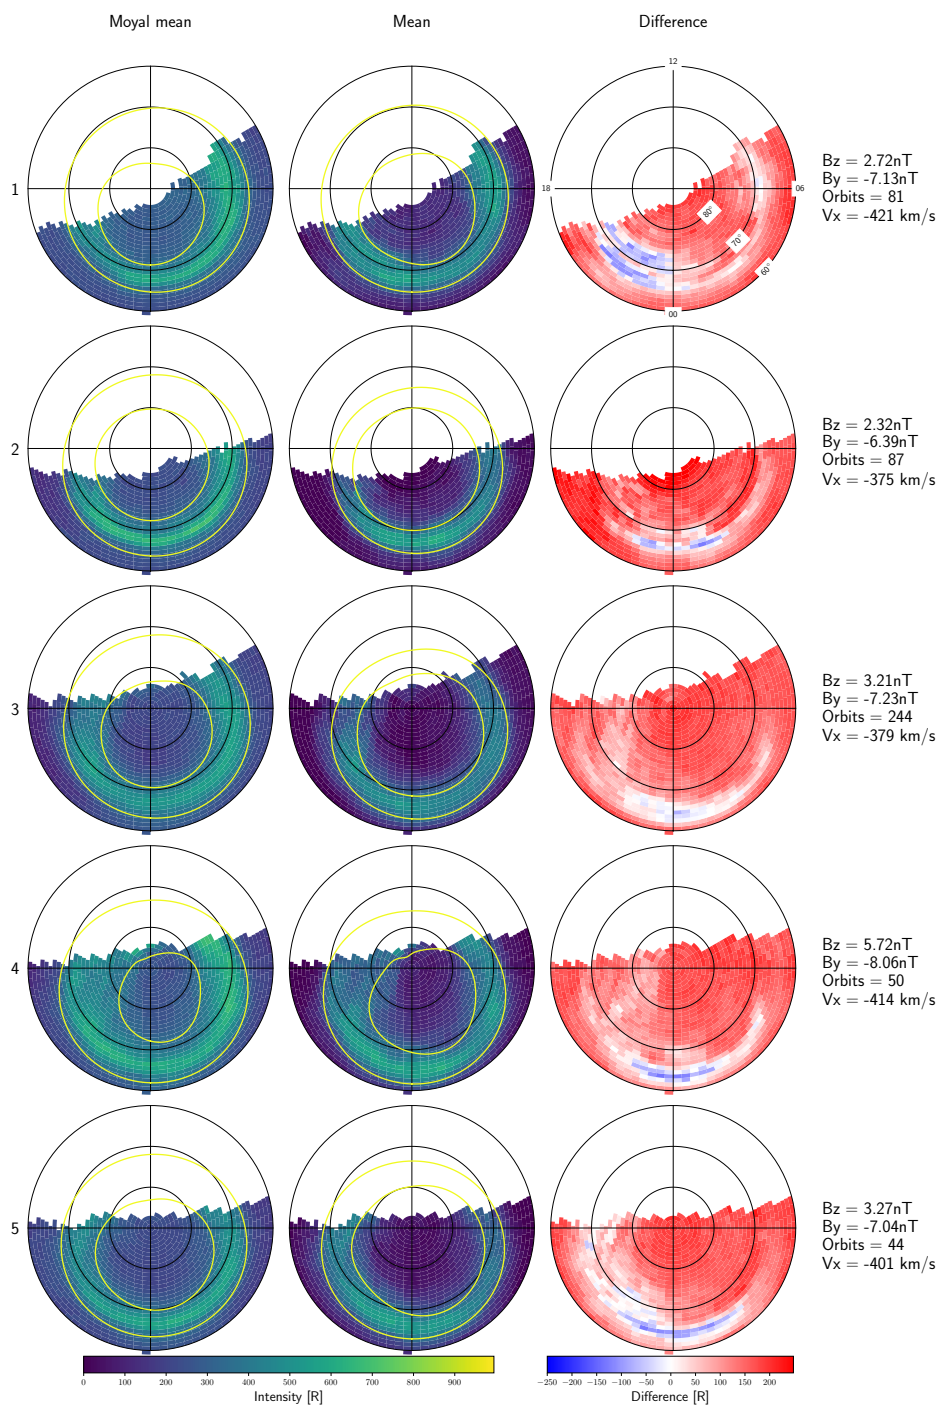 Moyal mean
Mean
Difference
12
1
18
06
80°
70°
60°
00
Bz = 2.72nT
By = -7.13nT
Orbits = 81
Vx = -421 km/s
2
Bz = 2.32nT
By = -6.39nT
Orbits = 87
Vx = -375 km/s
3
Bz = 3.21nT
By = -7.23nT
Orbits = 244
Vx = -379 km/s
4
Bz = 5.72nT
By = -8.06nT
Orbits = 50
Vx = -414 km/s
5
Bz = 3.27nT
By = -7.04nT
Orbits = 44
Vx = -401 km/s
0 100 200 300 400 500 600 700 800 900
Intensity [R]
−250 −200 −150 −100 −50 0 50 100 150 200
Difference [R]